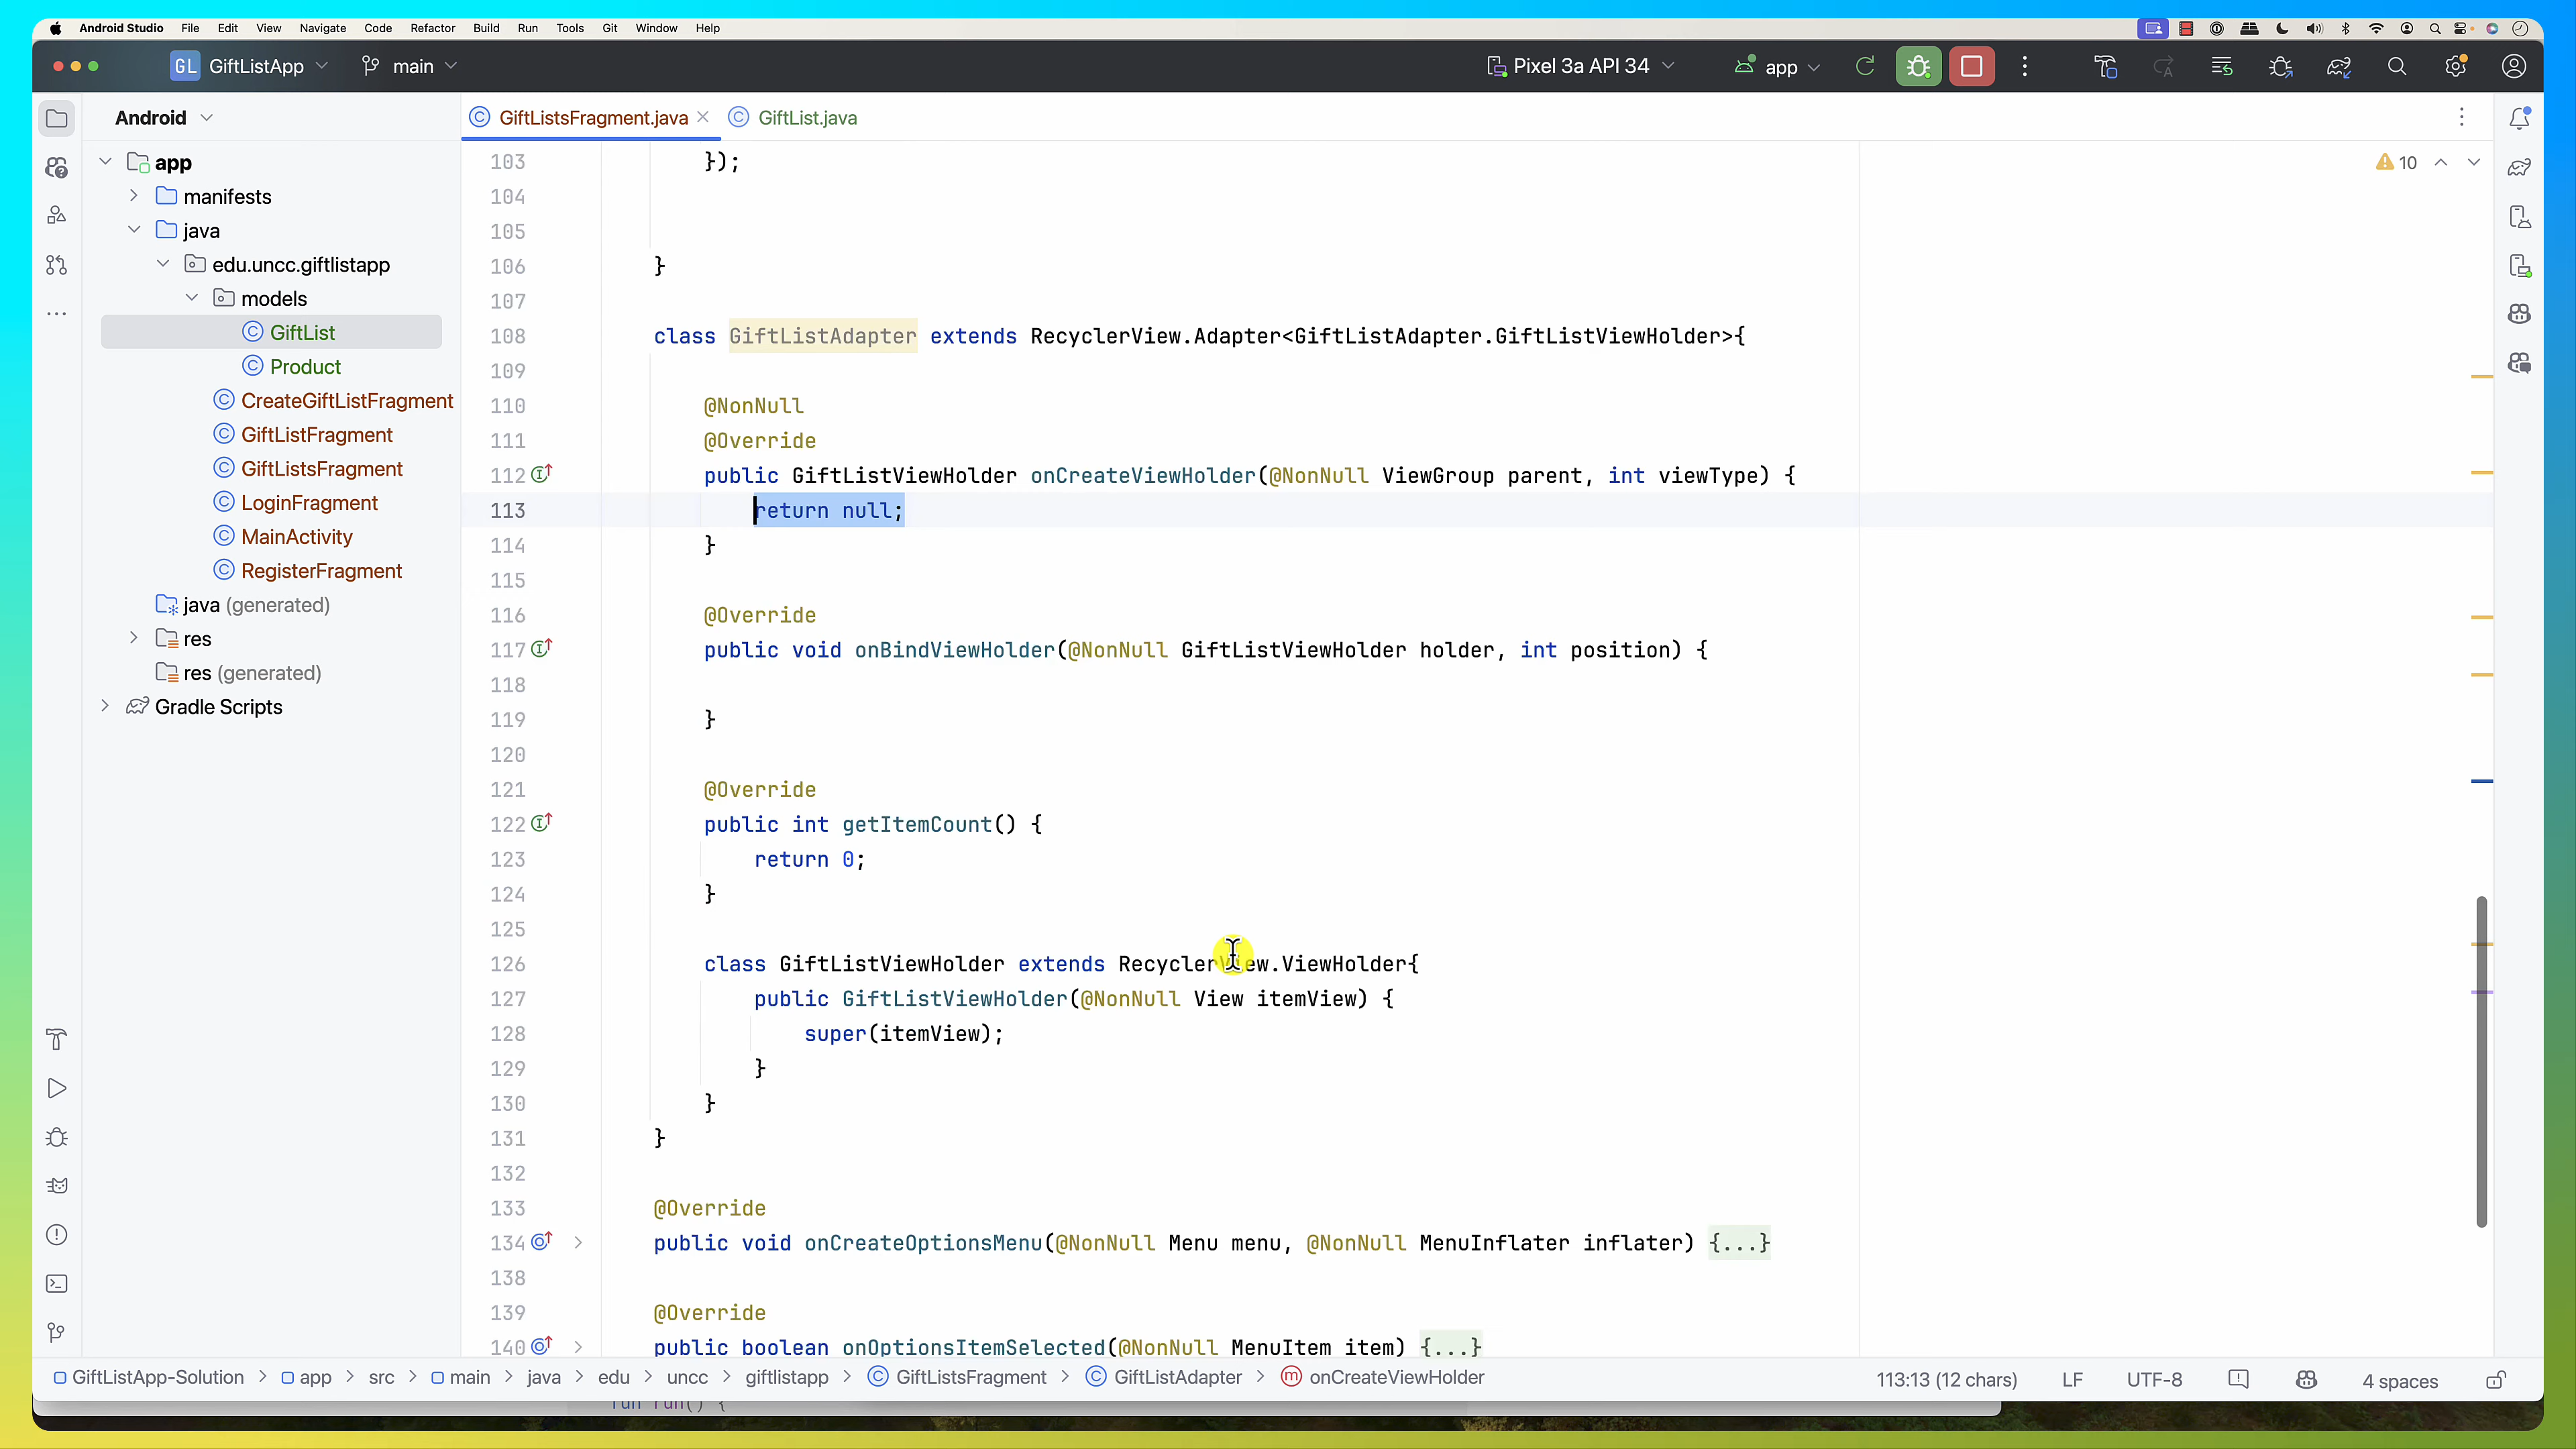 Android Studio File Edit View Navigate Code Refactor Build Run Tools Git Window Help
GL GiftListApp main Pixel 3a API 34 app
Android
GiftListsFragment.java GiftList.java
app
manifests
java
edu.uncc.giftlistapp
models
GiftList
Product
CreateGiftListFragment
GiftListFragment
GiftListsFragment
LoginFragment
MainActivity
RegisterFragment
java (generated)
res
res (generated)
Gradle Scripts
10
103 });
104
105
106 }
107
108 class GiftListAdapter extends RecyclerView.Adapter<GiftListAdapter.GiftListViewHolder>{
109
110 @NonNull
111 @Override
112 public GiftListViewHolder onCreateViewHolder(@NonNull ViewGroup parent, int viewType) {
113 return null;
114 }
115
116 @Override
117 public void onBindViewHolder(@NonNull GiftListViewHolder holder, int position) {
118
119 }
120
121 @Override
122 public int getItemCount() {
123 return 0;
124 }
125
126 class GiftListViewHolder extends RecyclerView.ViewHolder{
127 public GiftListViewHolder(@NonNull View itemView) {
128 super(itemView);
129 }
130 }
131 }
132
133 @Override
134 public void onCreateOptionsMenu(@NonNull Menu menu, @NonNull MenuInflater inflater) {...}
138
139 @Override
140 public boolean onOptionsItemSelected(@NonNull MenuItem item) {...}
GiftListApp-Solution > app > src > main > java > edu > uncc > giftlistapp > GiftListsFragment > GiftListAdapter > onCreateViewHolder
113:13 (12 chars) LF UTF-8 4 spaces
run() {